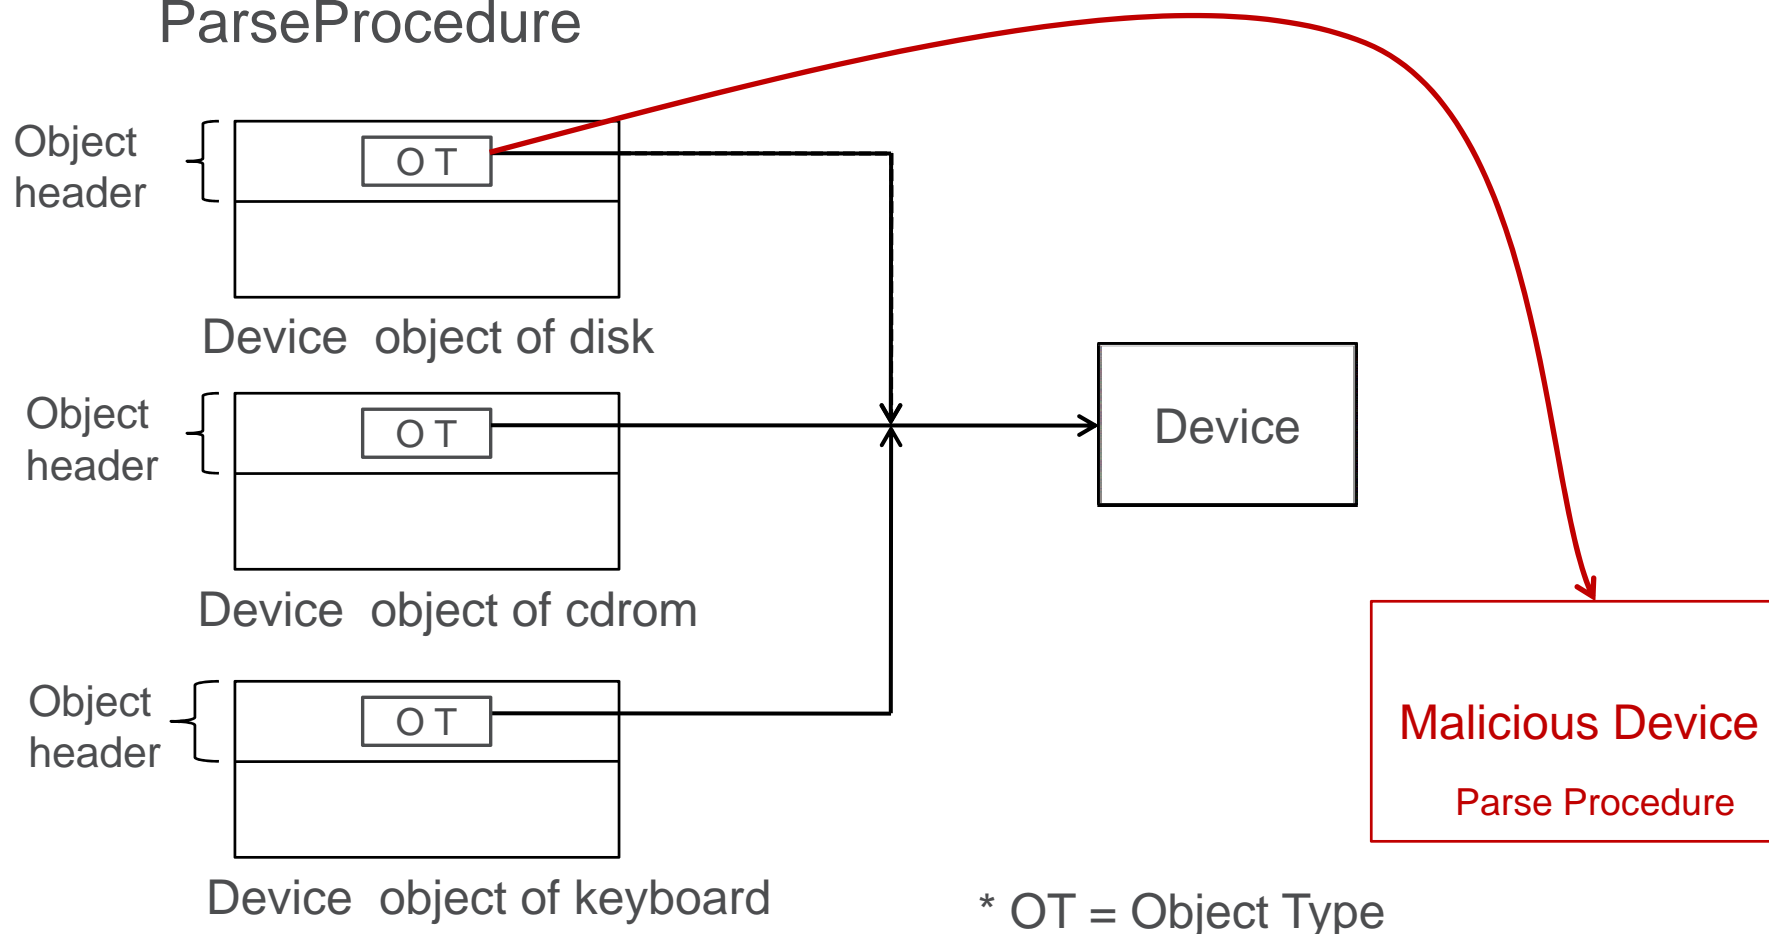 ParseProcedure
Object
header
O T
Device object of disk
Object
header
O T
Device
Device object of cdrom
Object
header
O T
Malicious Device
Parse Procedure
Device object of keyboard
* OT = Object Type